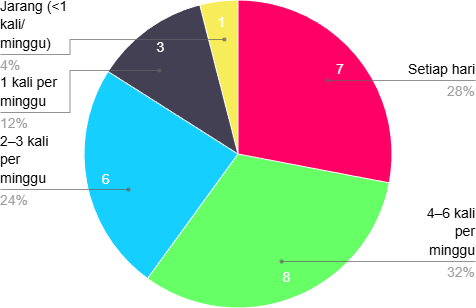 Jarang (<1
kali/
minggu)
4%
1 kali per
minggu
12%
2–3 kali
per
minggu
24%
1
3
7
6
8
Setiap hari
28%
4–6 kali
per
minggu
32%